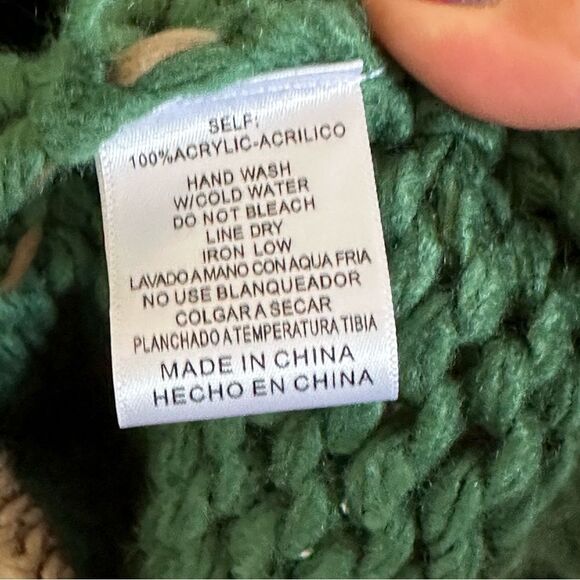 SELF:
100%ACRYLIC-ACRILICO
HAND WASH
W/COLD WATER
DO NOT BLEACH
LINE DRY
IRON LOW
LAVADO A MANO CON AQUA FRIA
NO USE BLANQUEADOR
COLGAR A SECAR
PLANCHADO A TEMPERATURA TIBIA
MADE IN CHINA
HECHO EN CHINA